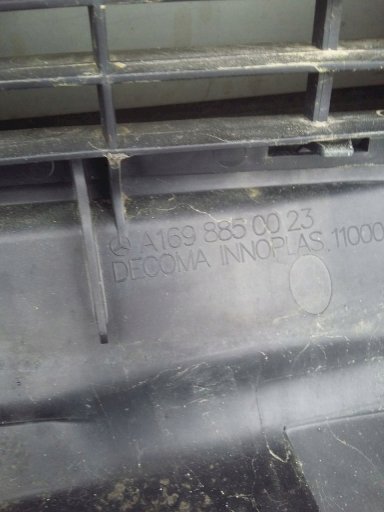 A169 885 00 23
DECOMA INNOPLAS. 11000